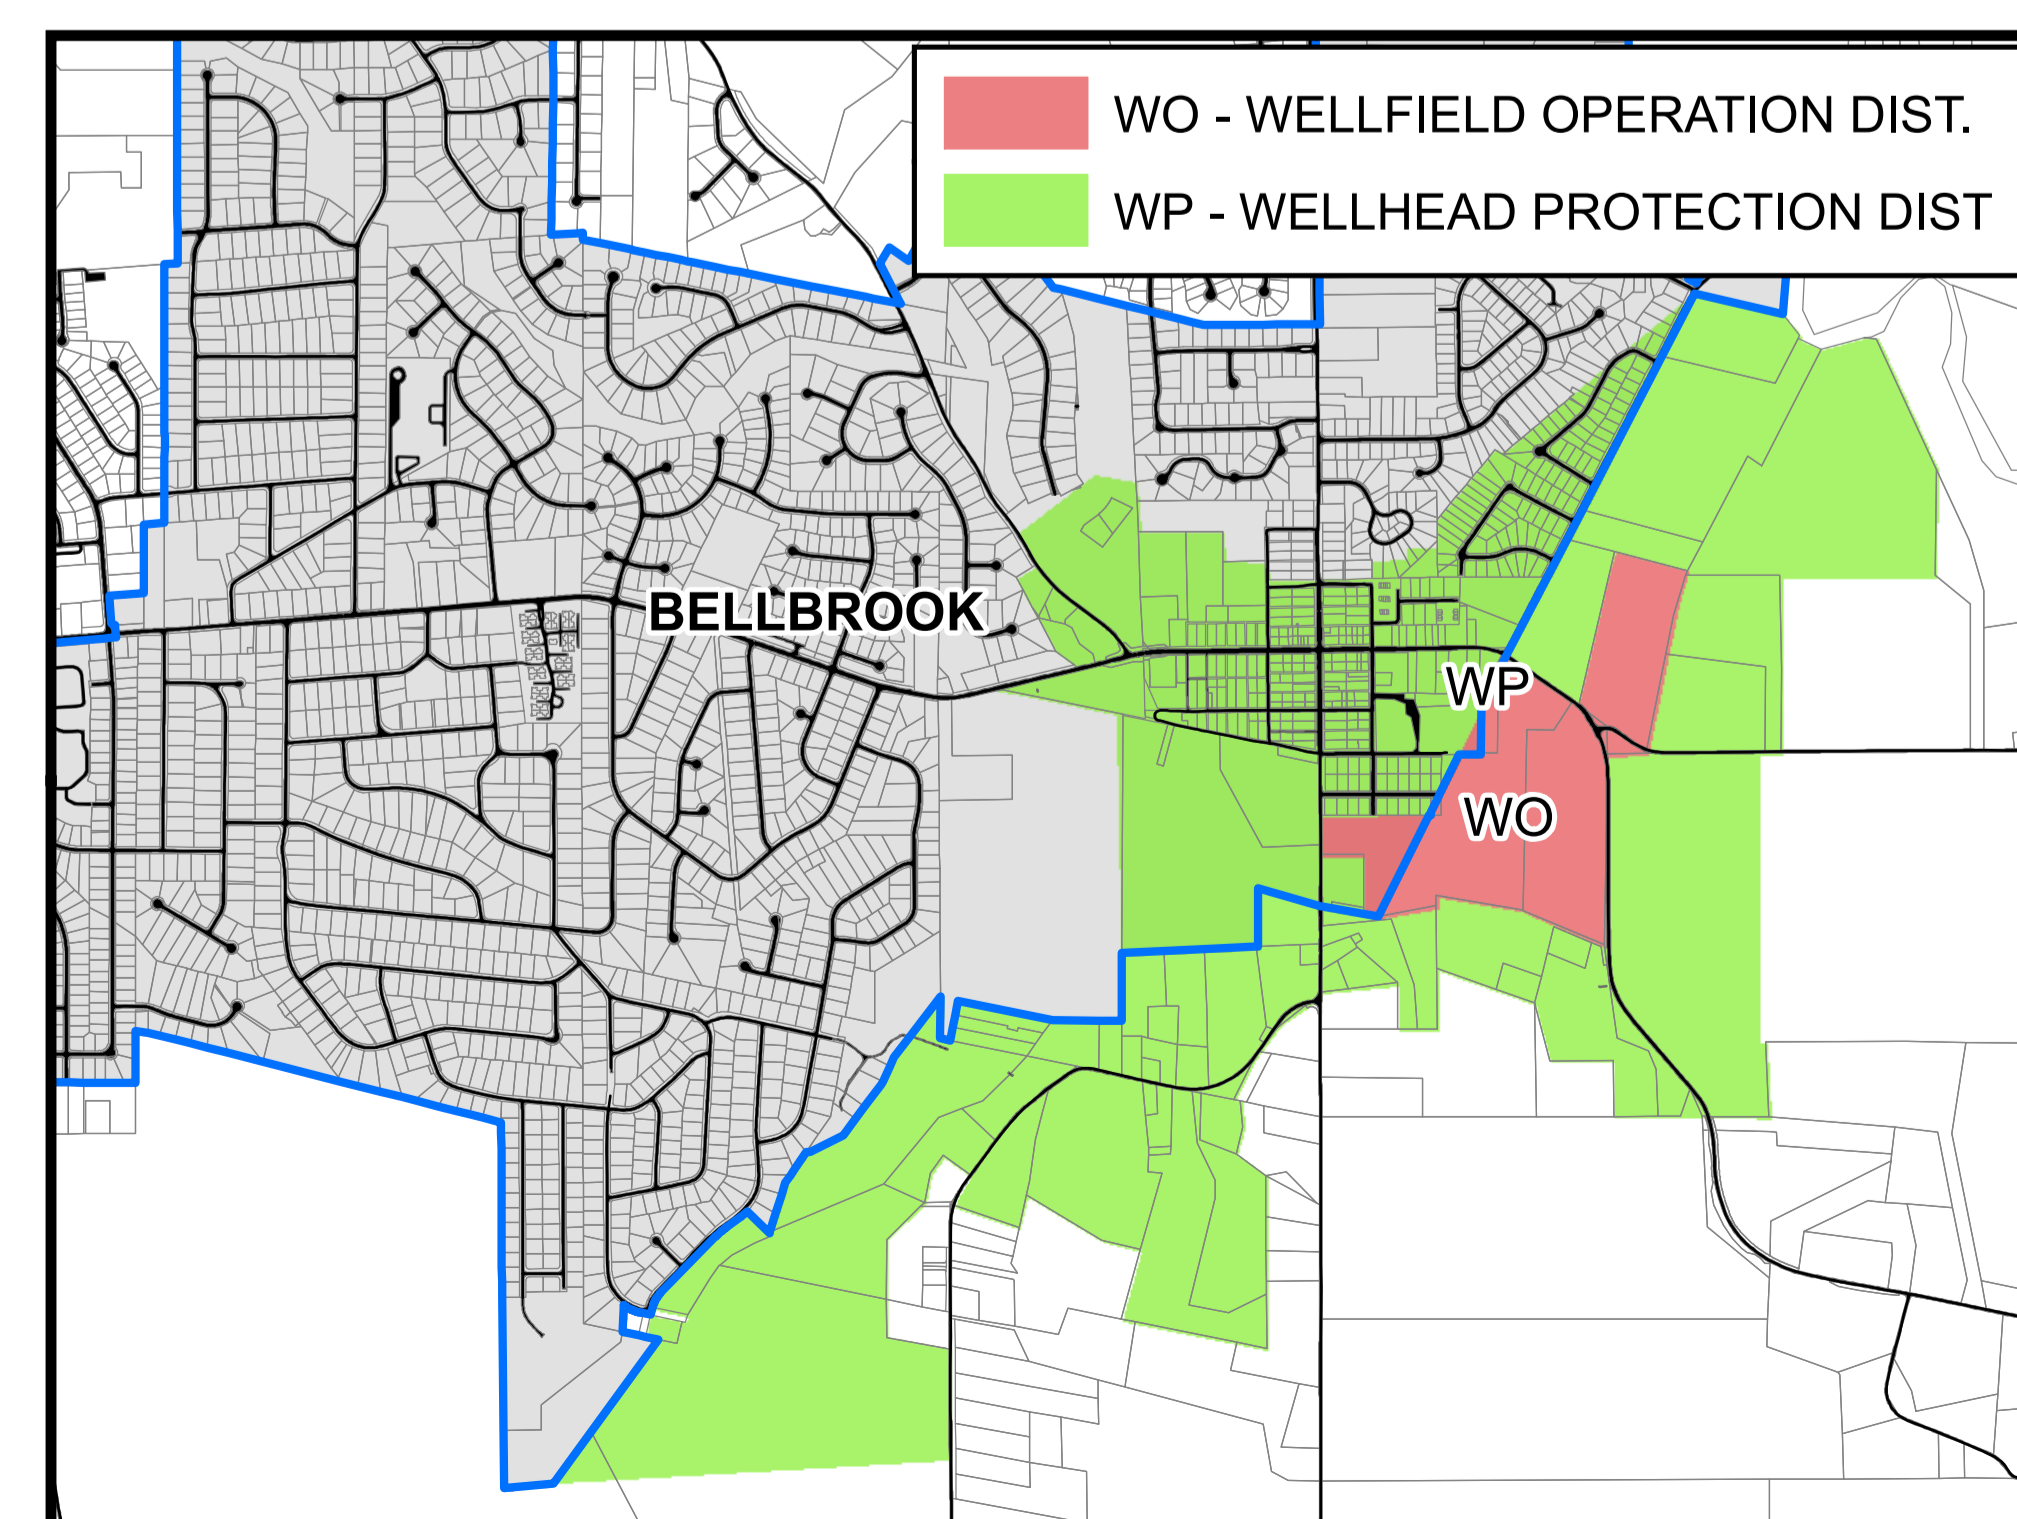 WO - WELLFIELD OPERATION DIST.
WP - WELLHEAD PROTECTION DIST
BELLBROOK
WP
WO